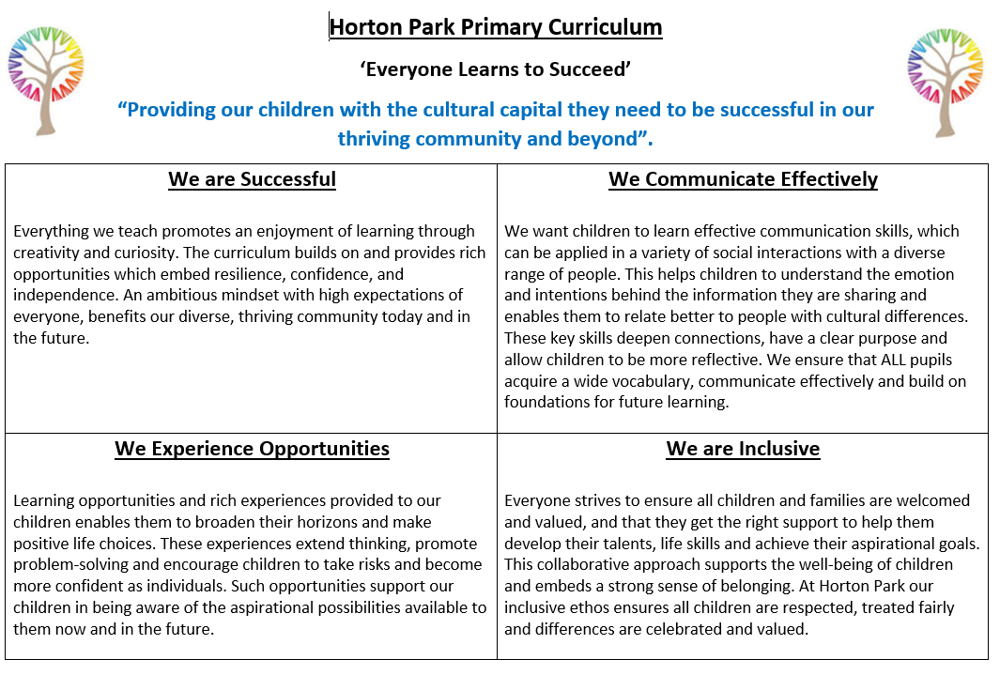 Horton Park Primary Curriculum
‘Everyone Learns to Succeed’
“Providing our children with the cultural capital they need to be successful in our
thriving community and beyond”.
We are Successful
Everything we teach promotes an enjoyment of learning through
creativity and curiosity. The curriculum builds on and provides rich
opportunities which embed resilience, confidence, and
independence. An ambitious mindset with high expectations of
everyone, benefits our diverse, thriving community today and in
the future.
We Communicate Effectively
We want children to learn effective communication skills, which
can be applied in a variety of social interactions with a diverse
range of people. This helps children to understand the emotion
and intentions behind the information they are sharing and
enables them to relate better to people with cultural differences.
These key skills deepen connections, have a clear purpose and
allow children to be more reflective. We ensure that ALL pupils
acquire a wide vocabulary, communicate effectively and build on
foundations for future learning.
We Experience Opportunities
Learning opportunities and rich experiences provided to our
children enables them to broaden their horizons and make
positive life choices. These experiences extend thinking, promote
problem-solving and encourage children to take risks and become
more confident as individuals. Such opportunities support our
children in being aware of the aspirational possibilities available to
them now and in the future.
We are Inclusive
Everyone strives to ensure all children and families are welcomed
and valued, and that they get the right support to help them
develop their talents, life skills and achieve their aspirational goals.
This collaborative approach supports the well-being of children
and embeds a strong sense of belonging. At Horton Park our
inclusive ethos ensures all children are respected, treated fairly
and differences are celebrated and valued.